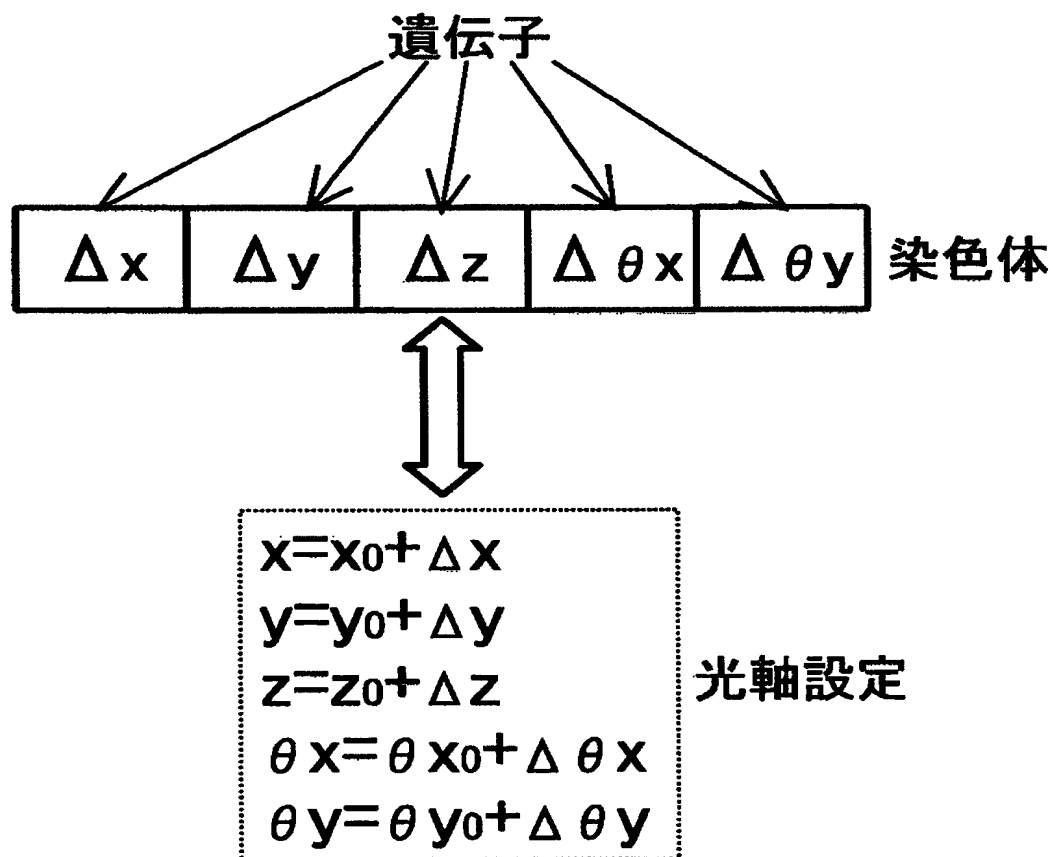 遺伝子
Δx Δy Δz Δθx Δθy 染色体
x=x0+Δx
y=y0+Δy
z=z0+Δz
光軸設定
θx=θx0+Δθx
θy=θy0+Δθy